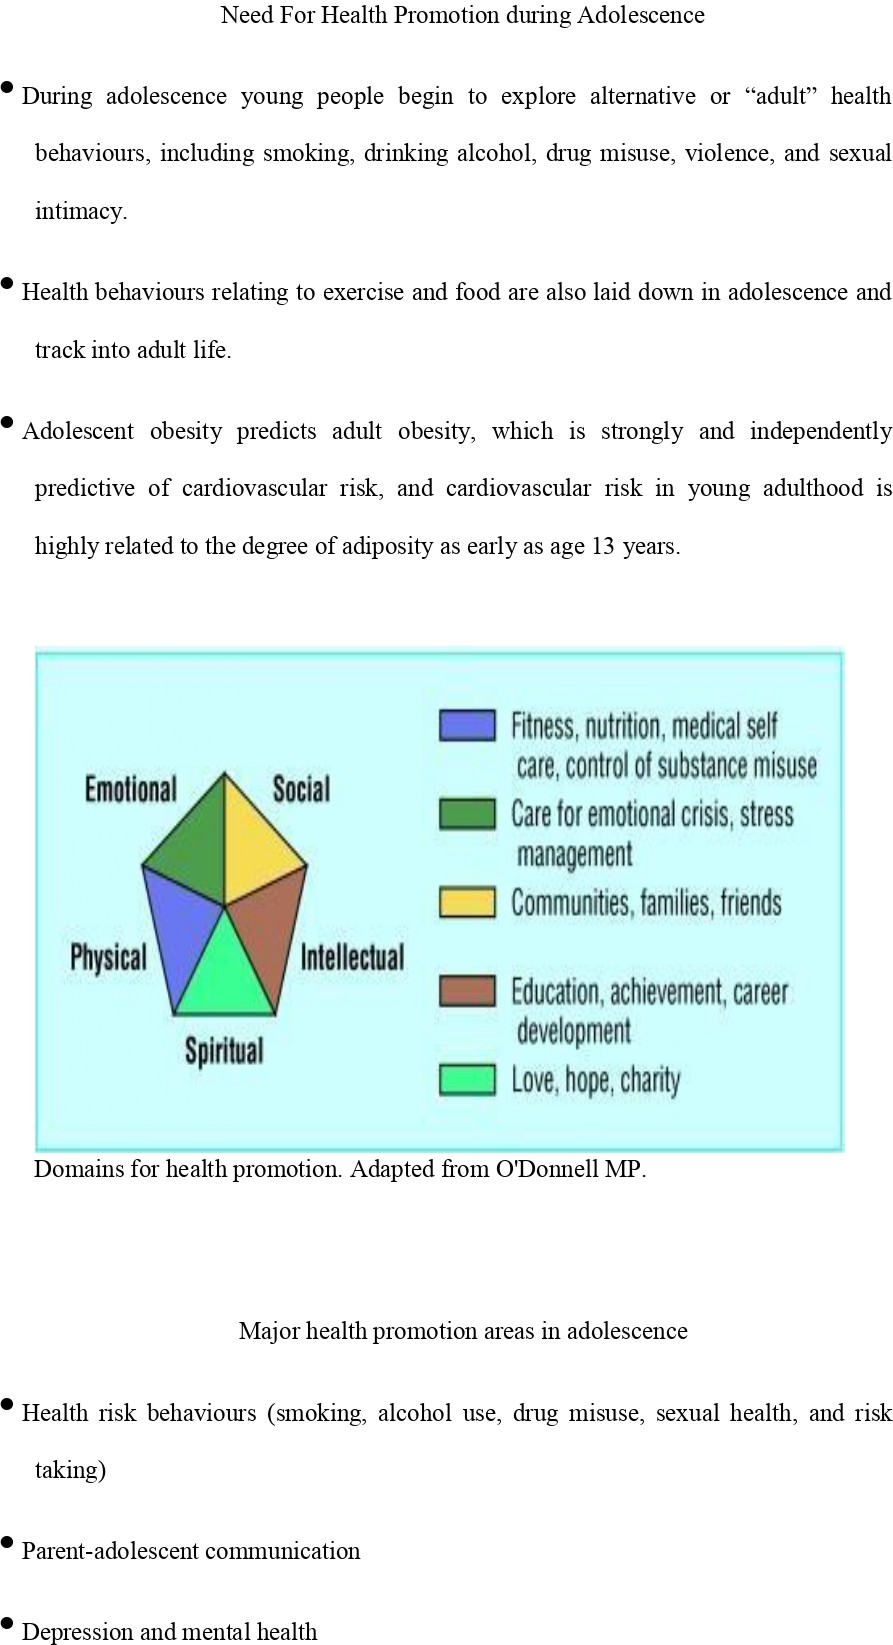 Need For Health Promotion during Adolescence
• During adolescence young people begin to explore alternative or “adult” health
behaviours, including smoking, drinking alcohol, drug misuse, violence, and sexual
intimacy.
• Health behaviours relating to exercise and food are also laid down in adolescence and
track into adult life.
• Adolescent obesity predicts adult obesity, which is strongly and independently
predictive of cardiovascular risk, and cardiovascular risk in young adulthood is
highly related to the degree of adiposity as early as age 13 years.
Emotional
Social
Physical
Intellectual
Spiritual
Fitness, nutrition, medical self
care, control of substance misuse
Care for emotional crisis, stress
management
Communities, families, friends
Education, achievement, career
development
Love, hope, charity
Domains for health promotion. Adapted from O'Donnell MP.
Major health promotion areas in adolescence
• Health risk behaviours (smoking, alcohol use, drug misuse, sexual health, and risk
taking)
• Parent-adolescent communication
• Depression and mental health